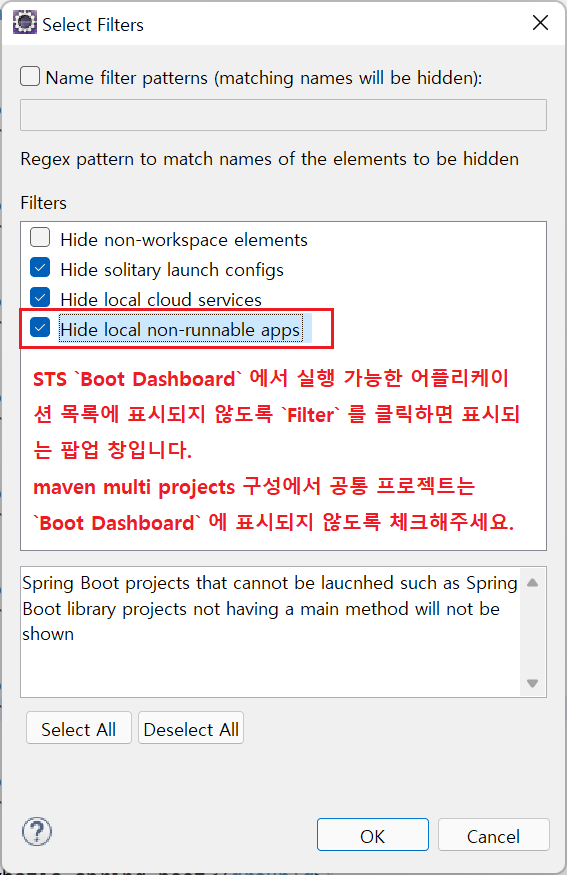 Select Filters
Name filter patterns (matching names will be hidden):
Regex pattern to match names of the elements to be hidden
Filters
Hide non-workspace elements
Hide solitary launch configs
Hide local cloud services
Hide local non-runnable apps
STS `Boot Dashboard` 에서 실행 가능한 어플리케이
션 목록에 표시되지 않도록 `Filter` 를 클릭하면 표시되
는 팝업 창입니다.
maven multi projects 구성에서 공통 프로젝트는
`Boot Dashboard` 에 표시되지 않도록 체크해주세요.
Spring Boot projects that cannot be laucnhed such as Spring
Boot library projects not having a main method will not be
shown
Select All Deselect All
OK Cancel